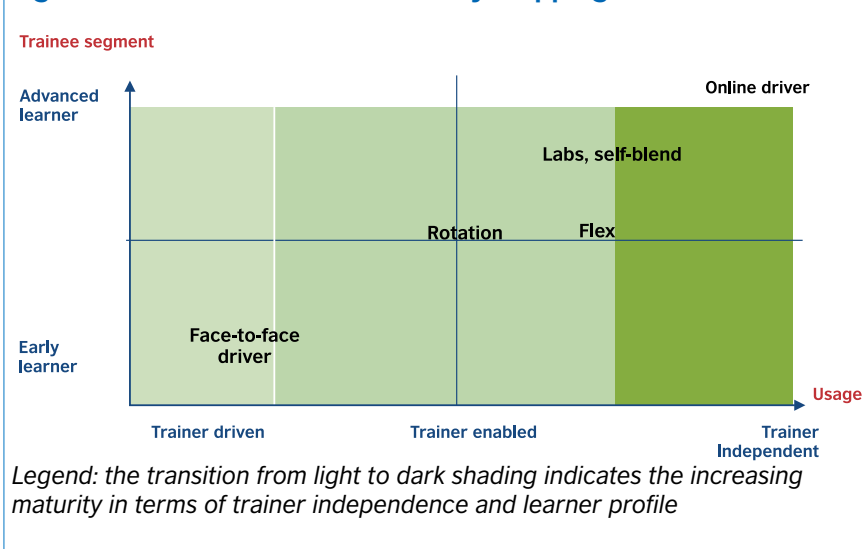 Trainee segment
Advanced
learner
Online driver
Labs, self-blend
Rotation
Flex
Face-to-face
driver
Early
learner
Usage
Trainer driven
Trainer enabled
Trainer
Independent
Legend: the transition from light to dark shading indicates the increasing
maturity in terms of trainer independence and learner profile